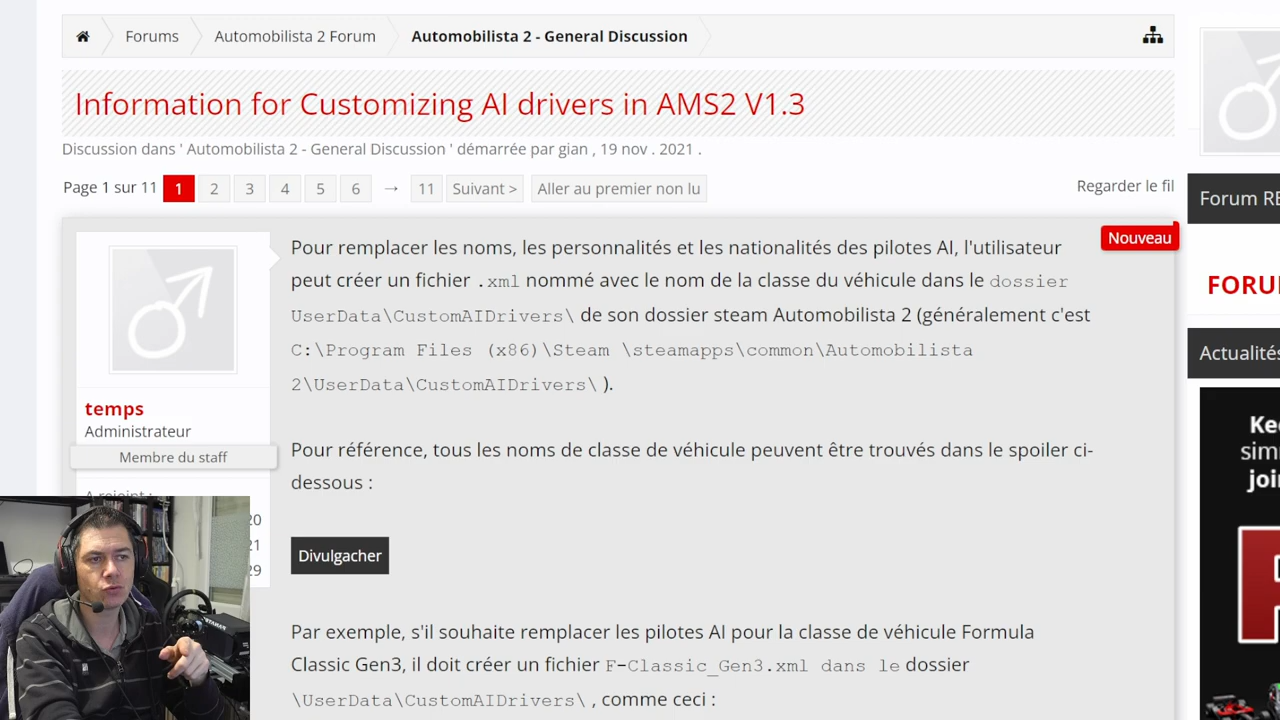 Forums
Automobilista 2 Forum
Automobilista 2 - General Discussion
Information for Customizing AI drivers in AMS2 V1.3
Discussion dans ' Automobilista 2 - General Discussion ' démarrée par gian , 19 nov . 2021 .
Page 1 sur 11 1 2 3 4 5 6 → 11 Suivant > Aller au premier non lu
Regarder le fil
Nouveau
temps
Administrateur
Membre du staff
A rejoint :
20
21
29
Pour remplacer les noms, les personnalités et les nationalités des pilotes AI, l'utilisateur
peut créer un fichier .xml nommé avec le nom de la classe du véhicule dans le dossier
UserData\CustomAIDrivers\ de son dossier steam Automobilista 2 (généralement c'est
C:\Program Files (x86)\Steam \steamapps\common\Automobilista
2\UserData\CustomAIDrivers\ ).
Pour référence, tous les noms de classe de véhicule peuvent être trouvés dans le spoiler ci-
dessous :
Divulgacher
Par exemple, s'il souhaite remplacer les pilotes AI pour la classe de véhicule Formula
Classic Gen3, il doit créer un fichier F-Classic_Gen3.xml dans le dossier
\UserData\CustomAIDrivers\ , comme ceci :
Forum RE
FORU
Actualités
Kee
sim
join